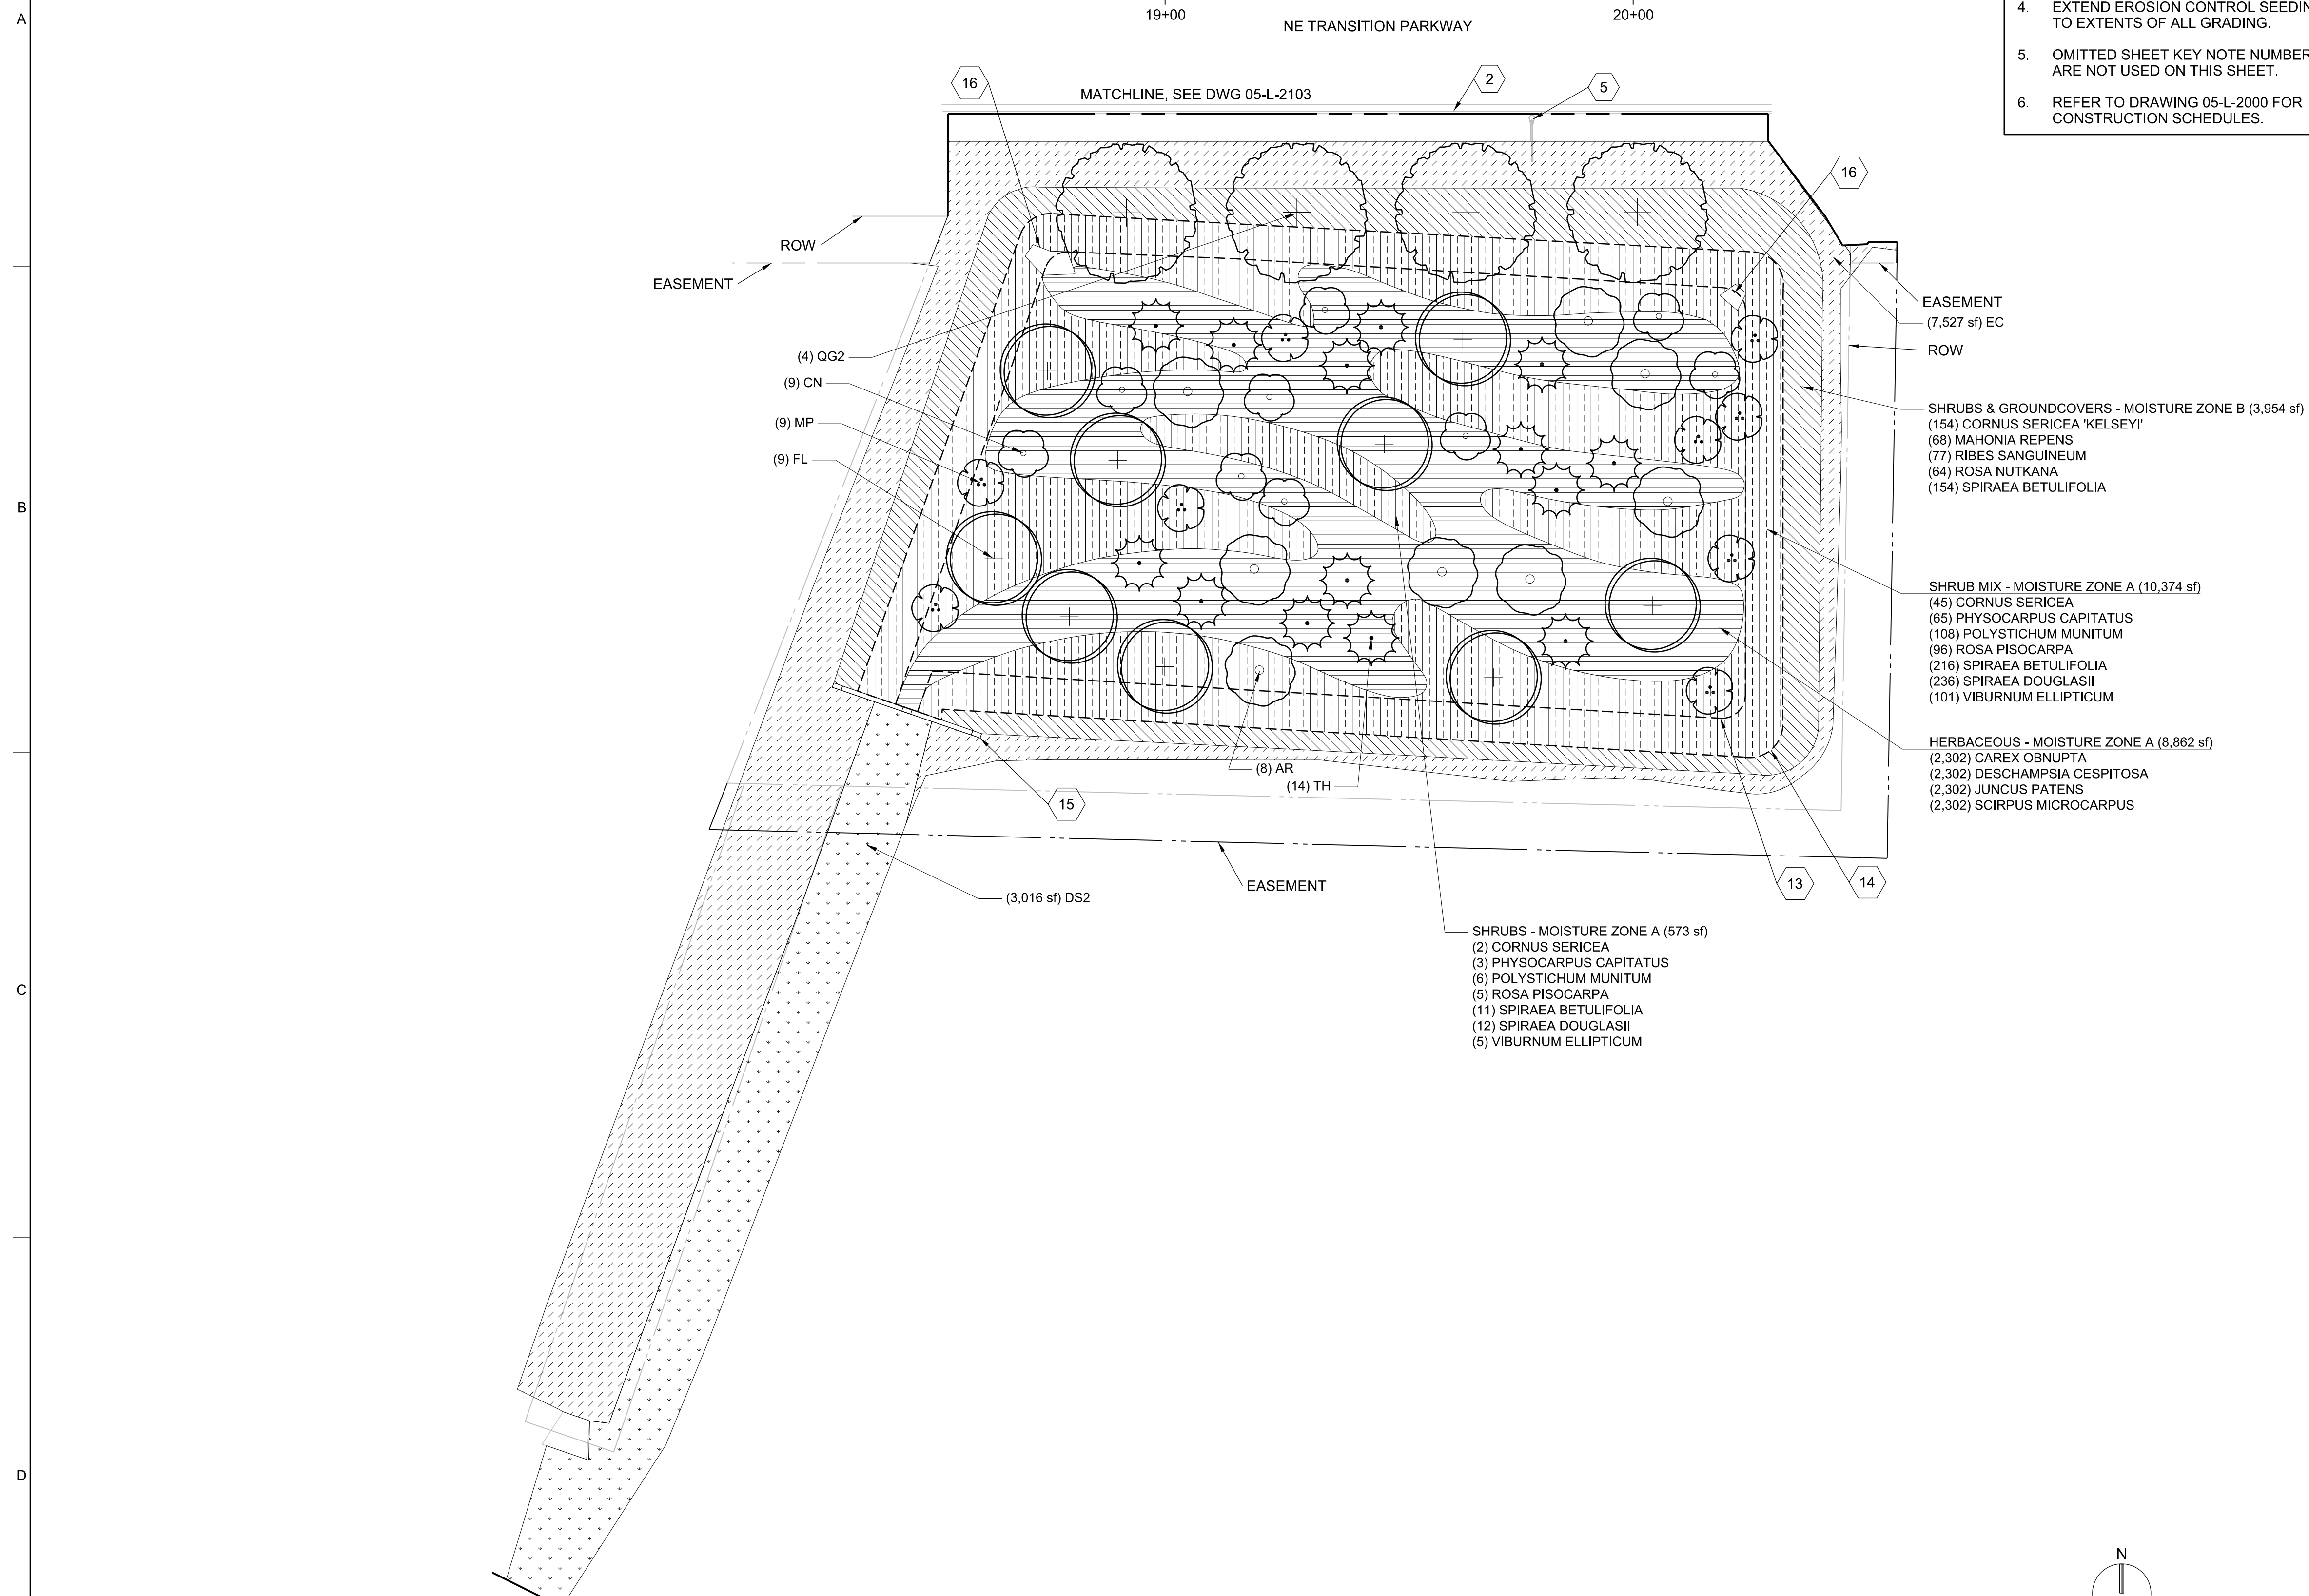 A
19+00
20+00
NE TRANSITION PARKWAY
4. EXTEND EROSION CONTROL SEEDIN
TO EXTENTS OF ALL GRADING.
5. OMITTED SHEET KEY NOTE NUMBER
ARE NOT USED ON THIS SHEET.
6. REFER TO DRAWING 05-L-2000 FOR
CONSTRUCTION SCHEDULES.
16
MATCHLINE, SEE DWG 05-L-2103
2
5
16
ROW
EASEMENT
EASEMENT
(7,527 sf) EC
ROW
(4) QG2
(9) CN
(9) MP
(9) FL
B
SHRUBS & GROUNDCOVERS - MOISTURE ZONE B (3,954 sf)
(154) CORNUS SERICEA 'KELSEYI'
(68) MAHONIA REPENS
(77) RIBES SANGUINEUM
(64) ROSA NUTKANA
(154) SPIRAEA BETULIFOLIA
SHRUB MIX - MOISTURE ZONE A (10,374 sf)
(45) CORNUS SERICEA
(65) PHYSOCARPUS CAPITATUS
(108) POLYSTICHUM MUNITUM
(96) ROSA PISOCARPA
(216) SPIRAEA BETULIFOLIA
(236) SPIRAEA DOUGLASII
(101) VIBURNUM ELLIPTICUM
HERBACEOUS - MOISTURE ZONE A (8,862 sf)
(2,302) CAREX OBNUPTA
(2,302) DESCHAMPSIA CESPITOSA
(2,302) JUNCUS PATENS
(2,302) SCIRPUS MICROCARPUS
(8) AR
(14) TH
15
13
14
EASEMENT
(3,016 sf) DS2
C
SHRUBS - MOISTURE ZONE A (573 sf)
(2) CORNUS SERICEA
(3) PHYSOCARPUS CAPITATUS
(6) POLYSTICHUM MUNITUM
(5) ROSA PISOCARPA
(11) SPIRAEA BETULIFOLIA
(12) SPIRAEA DOUGLASII
(5) VIBURNUM ELLIPTICUM
D
N